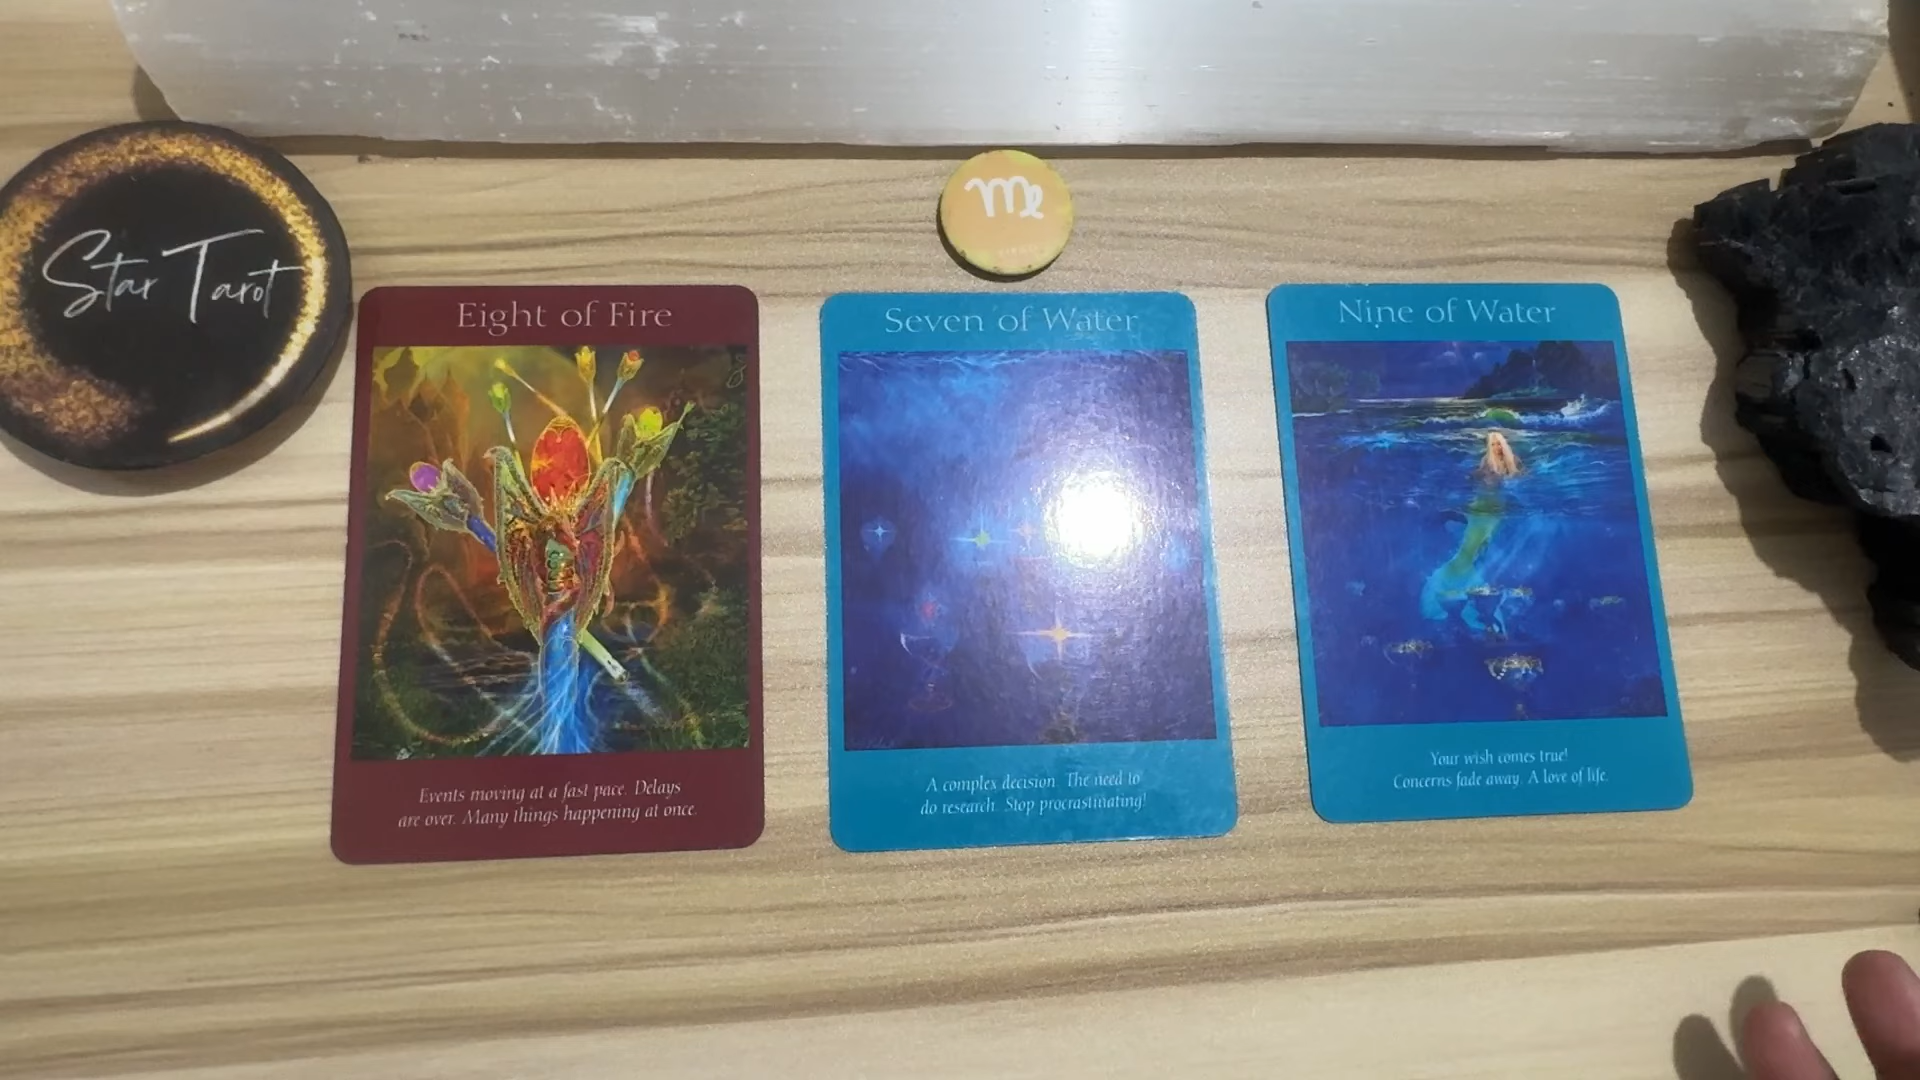 Star Tarot
Eight of Fire
Events moving at a fast pace. Delays
are over. Many things happening at once.
Seven of Water
A complex decision. The need to
do research. Stop procrastinating!
Nine of Water
Your wish comes true!
Concerns fade away. A love of life.